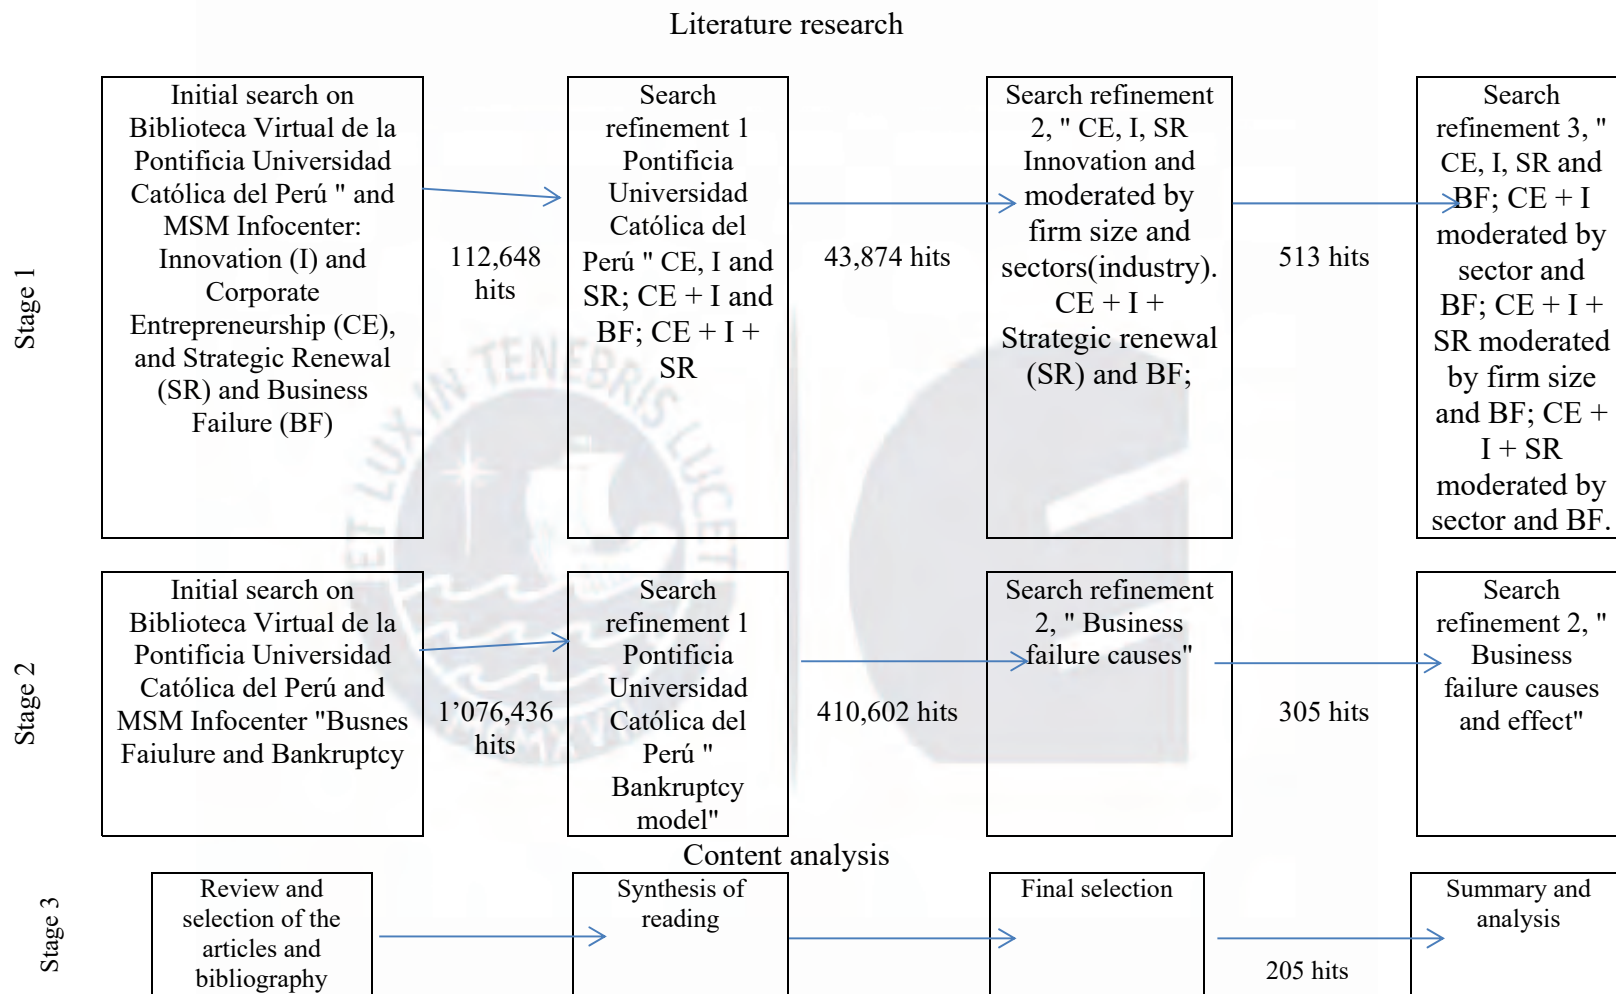 Literature research
Stage 1
Initial search on
Biblioteca Virtual de la
Pontificia Universidad
Católica del Perú " and
MSM Infocenter:
Innovation (I) and
Corporate
Entrepreneurship (CE),
and Strategic Renewal
(SR) and Business
Failure (BF)
112,648
hits
Search
refinement 1
Pontificia
Universidad
Católica del
Perú " CE, I and
SR; CE + I and
BF; CE + I +
SR
43,874 hits
Search refinement
2, " CE, I, SR
Innovation and
moderated by
firm size and
sectors(industry).
CE + I +
Strategic renewal
(SR) and BF;
513 hits
Search
refinement 3, "
CE, I, SR and
BF; CE + I
moderated by
sector and
BF; CE + I +
SR moderated
by firm size
and BF; CE +
I + SR
moderated by
sector and BF.
Stage 2
Initial search on
Biblioteca Virtual de la
Pontificia Universidad
Católica del Perú and
MSM Infocenter "Busnes
Faiulure and Bankruptcy
1’076,436
hits
Search
refinement 1
Pontificia
Universidad
Católica del
Perú "
Bankruptcy
model"
410,602 hits
Search refinement
2, " Business
failure causes"
305 hits
Search
refinement 2, "
Business
failure causes
and effect"
Content analysis
Stage 3
Review and
selection of the
articles and
bibliography
Synthesis of
reading
Final selection
205 hits
Summary and
analysis
ET LUX IN TENEBRIS LUCET